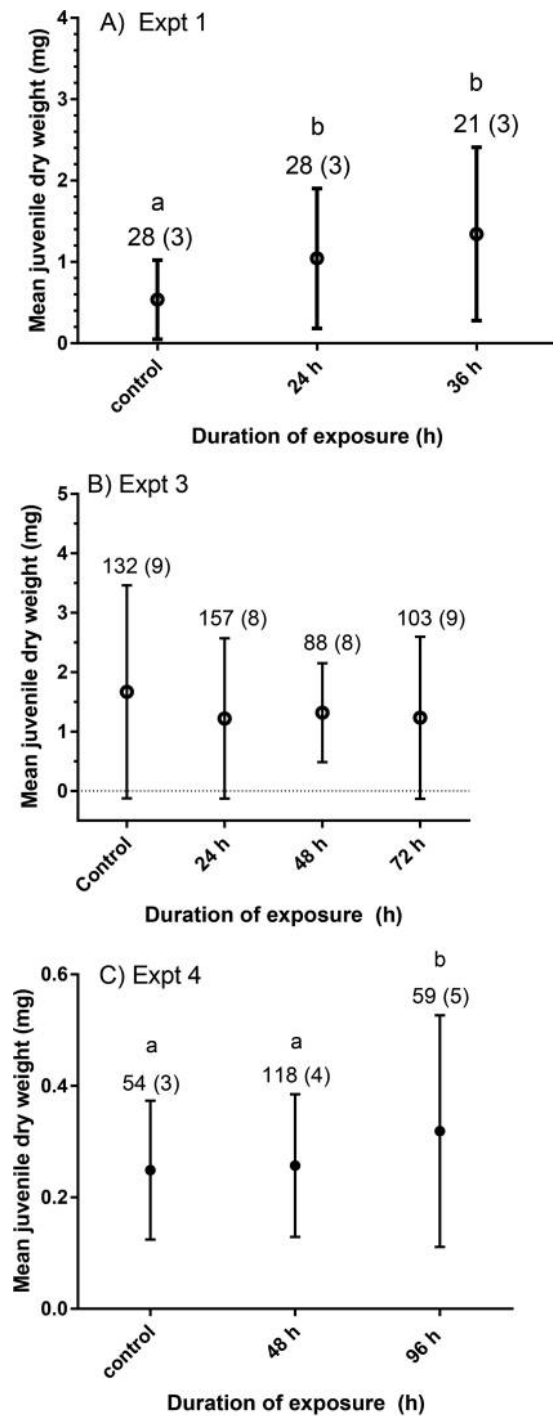 A) Expt 1
Mean juvenile dry weight (mg)
4
3
2
1
0
a
28 (3)
b
28 (3)
b
21 (3)
control
24 h
36 h
Duration of exposure (h)
B) Expt 3
Mean juvenile dry weight (mg)
5
4
3
2
1
0
132 (9)
157 (8)
88 (8)
103 (9)
Control
24 h
48 h
72 h
Duration of exposure (h)
C) Expt 4
Mean juvenile dry weight (mg)
0.6
0.4
0.2
0.0
a
54 (3)
a
118 (4)
b
59 (5)
control
48 h
96 h
Duration of exposure (h)